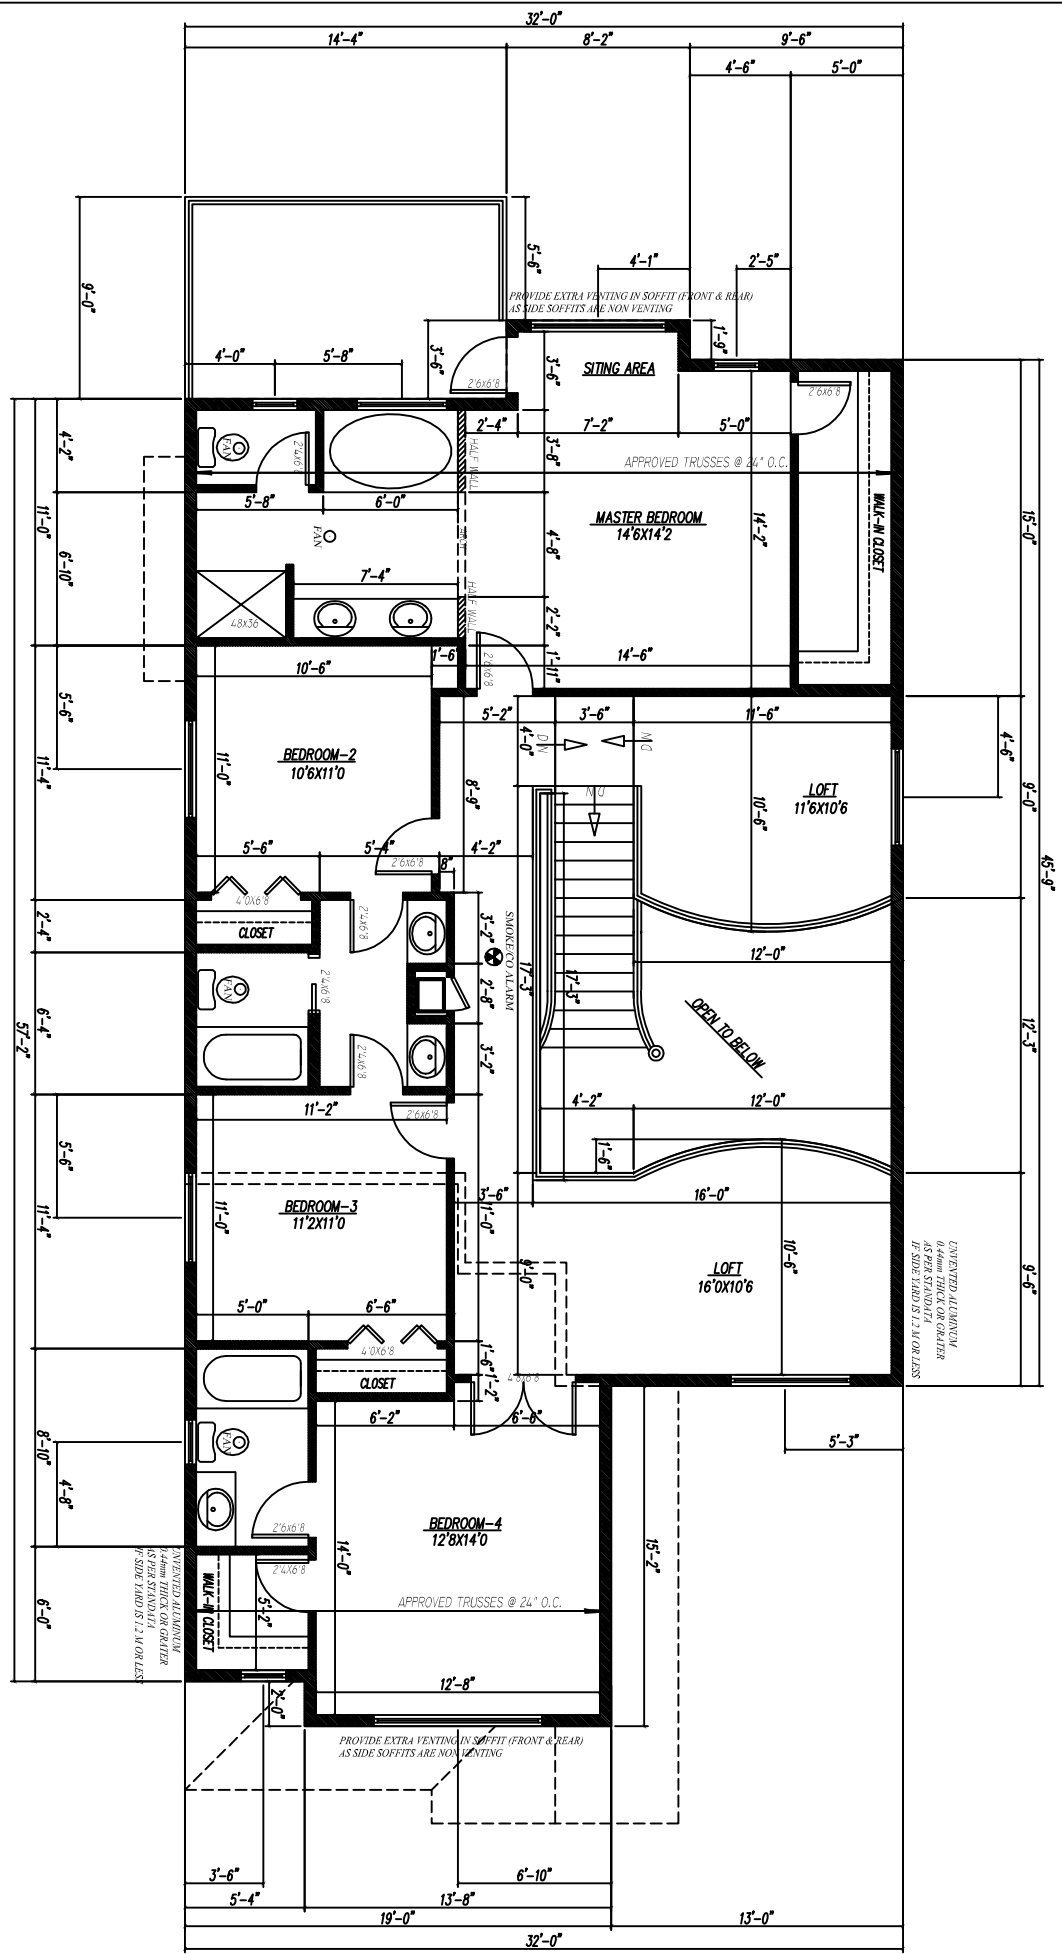 32'-0"
14'-4"
8'-2"
9'-6"
4'-6"
5'-0"
9'-0"
5'-6"
4'-1"
2'-5"
PROVIDE EXTRA VENTING IN SOFFIT (FRONT & REAR)
AS SIDE SOFFITS ARE NON VENTING
1'-9"
4'-0"
5'-8"
3'-6"
2'6X6'8
3'-6"
SITING AREA
2'6X6'8
2'-4"
7'-2"
5'-0"
4'-2"
FAN
2'4X6'8
HALF WALL
3'-8"
APPROVED TRUSSES @ 24" O.C.
WALK-IN CLOSET
5'-8"
6'-0"
11'-0"
6'-10"
FAN
4'-8"
MASTER BEDROOM
14'6X14'2
14'-2"
15'-0"
7'-4"
48X36
HALF WALL
2'-2"
10'-6"
1'-6"
2'6X6'8
1'-11"
14'-6"
5'-6"
5'-2"
3'-6"
11'-6"
4'-6"
4'-0"
DN
DN
DN
BEDROOM-2
10'6X11'0
11'-0"
11'-4"
8'-9"
10'-6"
LOFT
11'6X10'6
9'-0"
45'-9"
5'-6"
5'-4"
4'-2"
2'6X6'8
8"
2'-4"
4'0X6'8
CLOSET
2'4X6'8
3'-2"
SMOKE/CO ALARM
12'-0"
FAN
2'4X6'8
2'-8"
17'-3"
17'-3"
OPEN TO BELOW
12'-3"
57'-2"
6'-4"
2'4X6'8
3'-2"
11'-2"
2'6X6'8
4'-2"
12'-0"
5'-6"
1'-6"
11'-4"
11'-0"
BEDROOM-3
11'2X11'0
3'-6"
11'-0"
16'-0"
9'-0"
10'-6"
LOFT
16'0X10'6
9'-6"
UNVENTED ALUMINUM
0.44mm THICK OR GRATER
AS PER STANDATA
IF SIDE YARD IS 1.2 M OR LESS
5'-0"
6'-6"
4'0X6'8
CLOSET
1'-6"
1'-2"
4'8X6'8
6'-2"
6'-6"
5'-3"
8'-10"
4'-8"
FAN
2'6X6'8
BEDROOM-4
12'8X14'0
14'-0"
15'-2"
2'4X6'8
6'-0"
WALK-IN CLOSET
5'-2"
APPROVED TRUSSES @ 24" O.C.
UNVENTED ALUMINUM
0.44mm THICK OR GRATER
AS PER STANDATA
IF SIDE YARD IS 1.2 M OR LESS
12'-8"
2'-0"
PROVIDE EXTRA VENTING IN SOFFIT (FRONT & REAR)
AS SIDE SOFFITS ARE NON VENTING
3'-6"
6'-10"
5'-4"
13'-8"
19'-0"
13'-0"
32'-0"